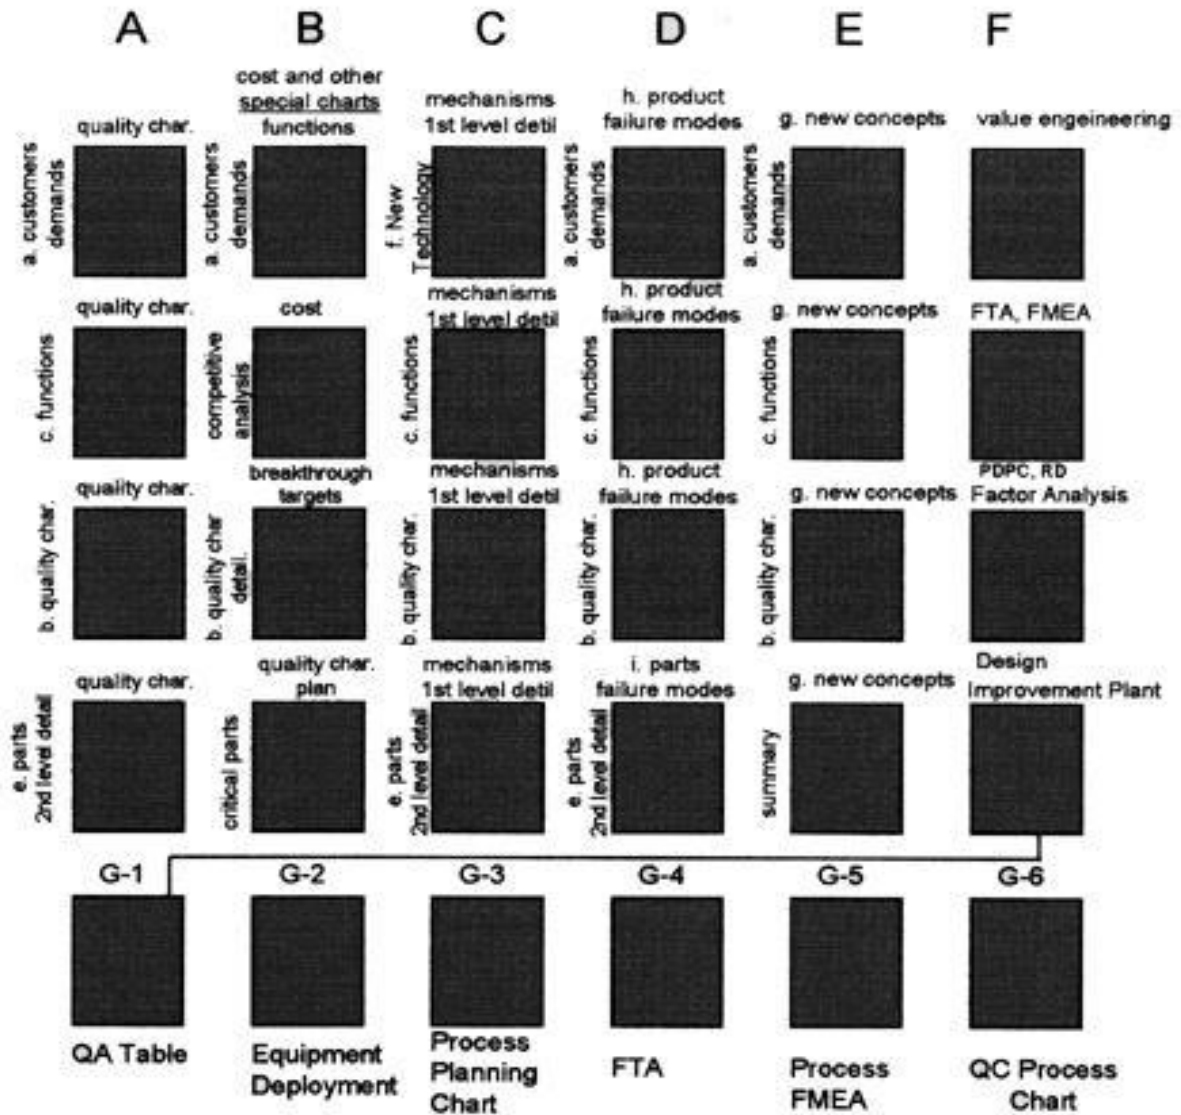 A B C D E F
cost and other
special charts
quality char.
functions
mechanisms
1st level detil
h. product
failure modes
g. new concepts
value engeineering
a. customers
demands
a. customers
demands
f. New
Technology
a. customers
demands
a. customers
demands
quality char.
cost
mechanisms
1st level detil
h. product
failure modes
g. new concepts
FTA, FMEA
c. functions
competitive
analysis
c. functions
c. functions
c. functions
quality char.
breakthrough
targets
mechanisms
1st level detil
h. product
failure modes
g. new concepts
PDPC, RD
Factor Analysis
b. quality char.
b. quality char
detail.
b. quality char.
b. quality char.
b. quality char.
quality char.
quality char.
plan
mechanisms
1st level detil
i. parts
failure modes
g. new concepts
Design
Improvement Plant
e. parts
2nd level detail
critical parts
e. parts
2nd level detail
e. parts
2nd level detail
summary
G-1 G-2 G-3 G-4 G-5 G-6
QA Table
Equipment
Deployment
Process
Planning
Chart
FTA
Process
FMEA
QC Process
Chart